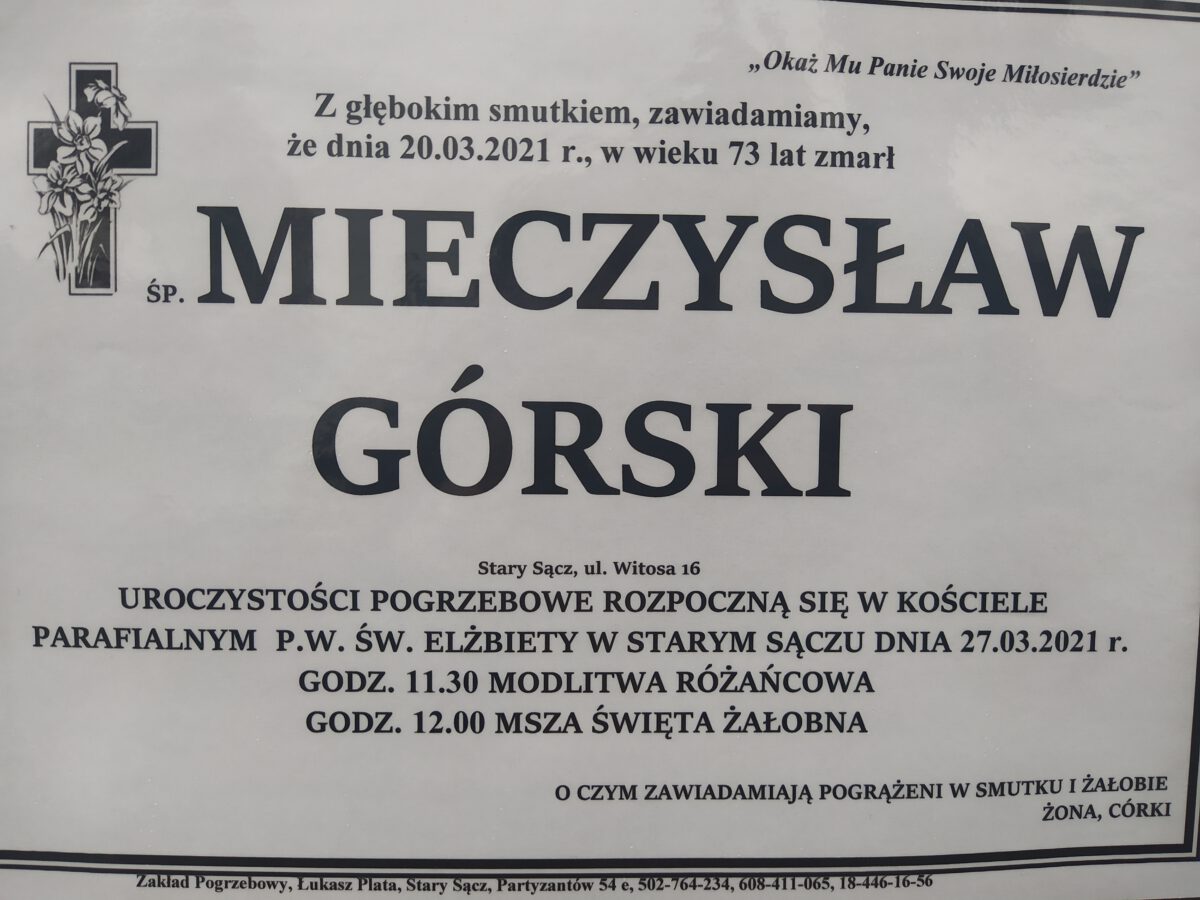 „Okaż Mu Panie Swoje Miłosierdzie”
Z głębokim smutkiem, zawiadamiamy,
że dnia 20.03.2021 r., w wieku 73 lat zmarł
ŚP. MIECZYSŁAW
GÓRSKI
Stary Sącz, ul. Witosa 16
UROCZYSTOŚCI POGRZEBOWE ROZPOCZNĄ SIĘ W KOŚCIELE
PARAFIALNYM P.W. ŚW. ELŻBIETY W STARYM SĄCZU DNIA 27.03.2021 r.
GODZ. 11.30 MODLITWA RÓŻAŃCOWA
GODZ. 12.00 MSZA ŚWIĘTA ŻAŁOBNA
O CZYM ZAWIADAMIAJĄ POGRĄŻENI W SMUTKU I ŻAŁOBIE
ŻONA, CÓRKI
Zakład Pogrzebowy, Łukasz Plata, Stary Sącz, Partyzantów 54 e, 502-764-234, 608-411-065, 18-446-16-56